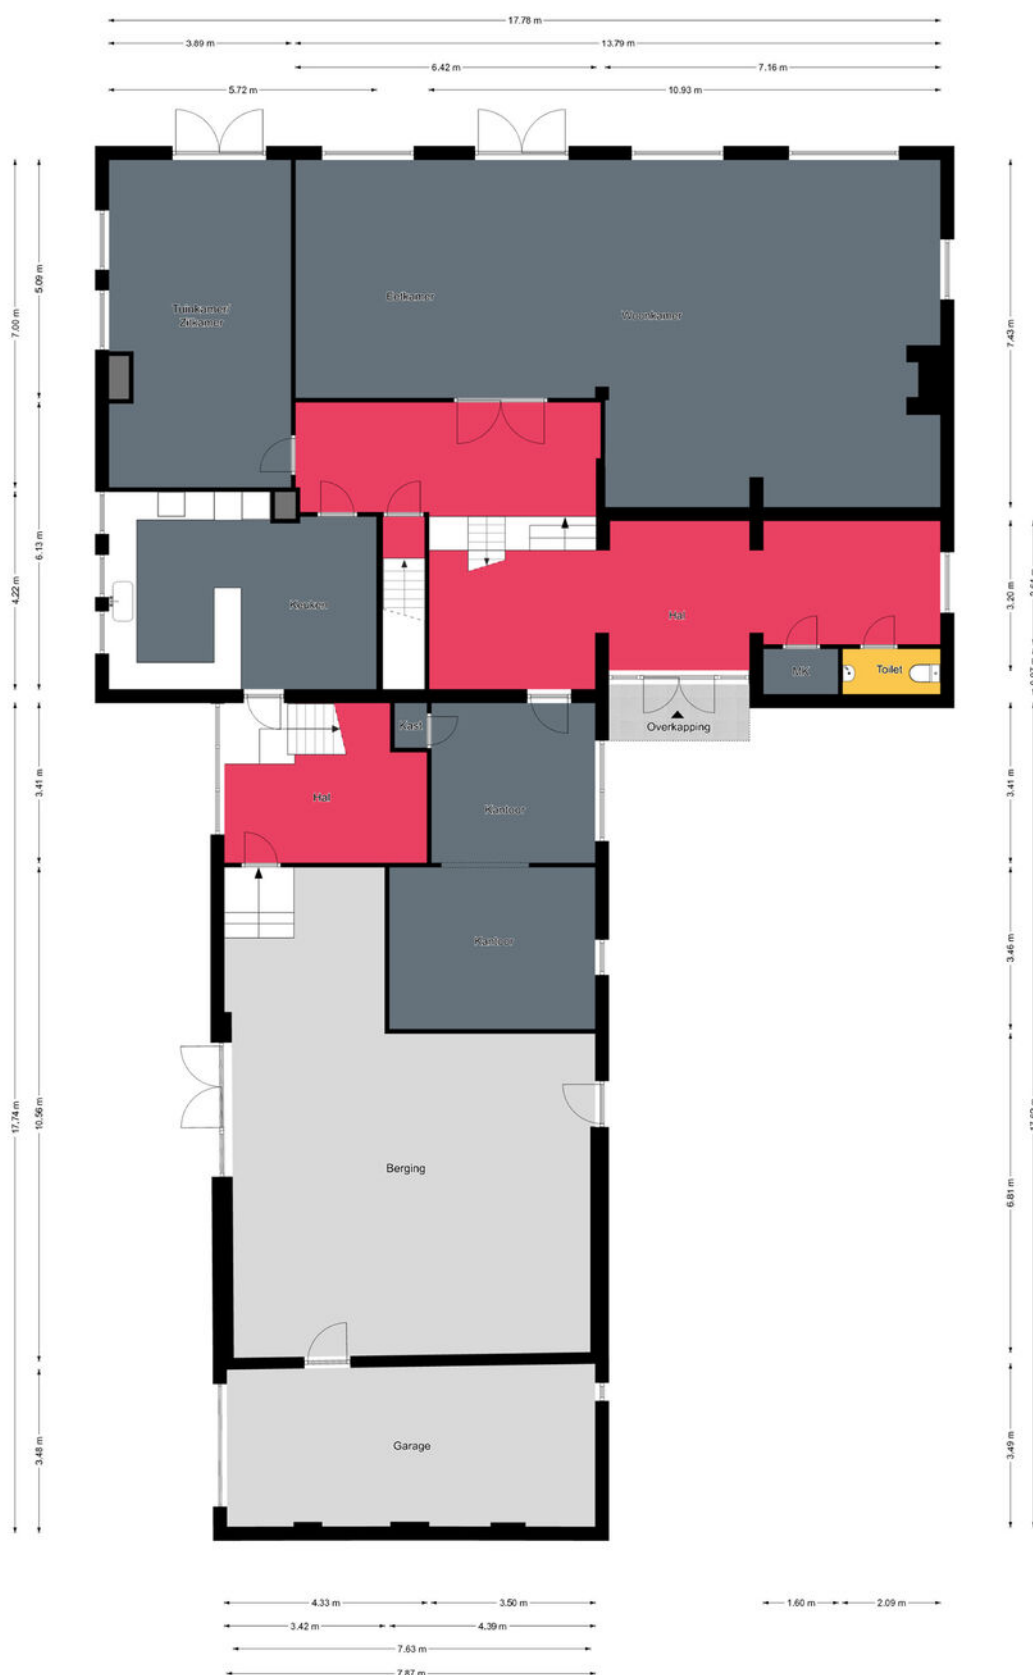 17.78 m
3.89 m
13.79 m
6.42 m
7.16 m
5.72 m
10.93 m
7.00 m
5.09 m
7.43 m
Eetkamer
Tuinkamer/
Zitkamer
Woonkamer
6.13 m
4.22 m
3.20 m
Keuken
Hal
MK
Toilet
Kast
Overkapping
3.41 m
3.41 m
Hal
Kantoor
Kantoor
3.46 m
17.74 m
10.56 m
Berging
6.81 m
Garage
3.48 m
3.49 m
4.33 m
3.50 m
1.60 m
2.09 m
3.42 m
4.39 m
7.63 m
7.87 m